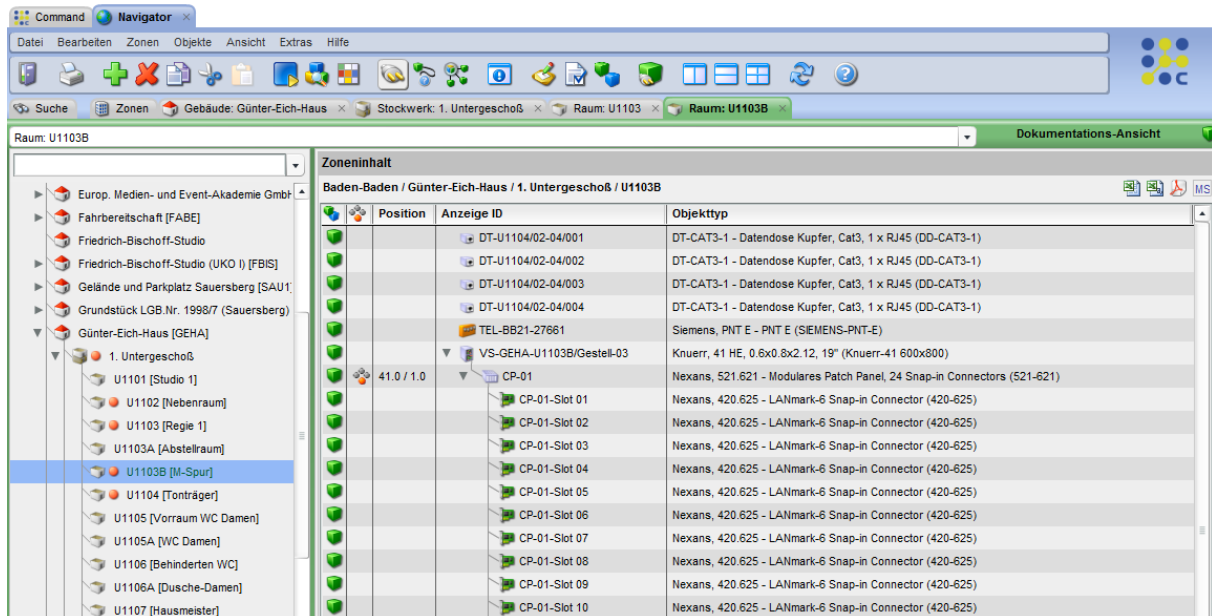 Command Navigator
Datei Bearbeiten Zonen Objekte Ansicht Extras Hilfe
Suche Zonen Gebäude: Günter-Eich-Haus Stockwerk: 1. Untergeschoß Raum: U1103 Raum: U1103B
Raum: U1103B Dokumentations-Ansicht
Zoneninhalt
Baden-Baden / Günter-Eich-Haus / 1. Untergeschoß / U1103B MS
Europ. Medien- und Event-Akademie GmbH
Fahrbereitschaft [FABE]
Friedrich-Bischoff-Studio
Friedrich-Bischoff-Studio (UKO I) [FBIS]
Gelände und Parkplatz Sauersberg [SAU1]
Grundstück LGB.Nr. 1998/7 (Sauersberg)
Günter-Eich-Haus [GEHA]
1. Untergeschoß
U1101 [Studio 1]
U1102 [Nebenraum]
U1103 [Regie 1]
U1103A [Abstellraum]
U1103B [M-Spur]
U1104 [Tonträger]
U1105 [Vorraum WC Damen]
U1105A [WC Damen]
U1106 [Behinderten WC]
U1106A [Dusche-Damen]
U1107 [Hausmeister]
Position Anzeige ID Objekttyp
DT-U1104/02-04/001 DT-CAT3-1 - Datendose Kupfer, Cat3, 1 x RJ45 (DD-CAT3-1)
DT-U1104/02-04/002 DT-CAT3-1 - Datendose Kupfer, Cat3, 1 x RJ45 (DD-CAT3-1)
DT-U1104/02-04/003 DT-CAT3-1 - Datendose Kupfer, Cat3, 1 x RJ45 (DD-CAT3-1)
DT-U1104/02-04/004 DT-CAT3-1 - Datendose Kupfer, Cat3, 1 x RJ45 (DD-CAT3-1)
TEL-BB21-27661 Siemens, PNT E - PNT E (SIEMENS-PNT-E)
VS-GEHA-U1103B/Gestell-03 Knuerr, 41 HE, 0.6x0.8x2.12, 19" (Knuerr-41 600x800)
41.0 / 1.0 CP-01 Nexans, 521.621 - Modulares Patch Panel, 24 Snap-in Connectors (521-621)
CP-01-Slot 01 Nexans, 420.625 - LANmark-6 Snap-in Connector (420-625)
CP-01-Slot 02 Nexans, 420.625 - LANmark-6 Snap-in Connector (420-625)
CP-01-Slot 03 Nexans, 420.625 - LANmark-6 Snap-in Connector (420-625)
CP-01-Slot 04 Nexans, 420.625 - LANmark-6 Snap-in Connector (420-625)
CP-01-Slot 05 Nexans, 420.625 - LANmark-6 Snap-in Connector (420-625)
CP-01-Slot 06 Nexans, 420.625 - LANmark-6 Snap-in Connector (420-625)
CP-01-Slot 07 Nexans, 420.625 - LANmark-6 Snap-in Connector (420-625)
CP-01-Slot 08 Nexans, 420.625 - LANmark-6 Snap-in Connector (420-625)
CP-01-Slot 09 Nexans, 420.625 - LANmark-6 Snap-in Connector (420-625)
CP-01-Slot 10 Nexans, 420.625 - LANmark-6 Snap-in Connector (420-625)